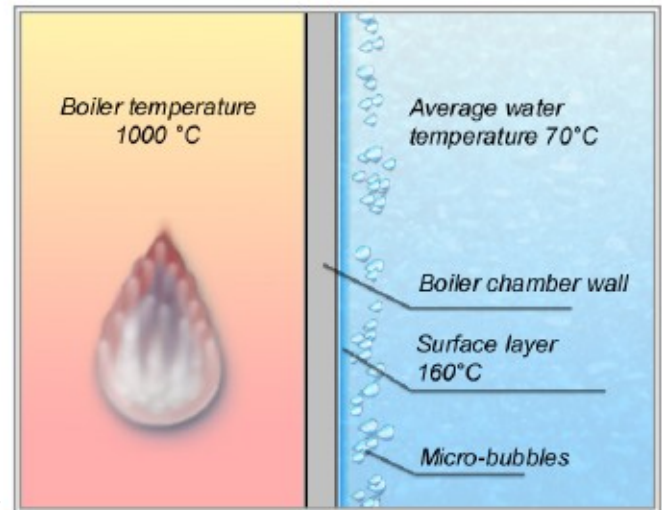 Boiler temperature
1000 °C
Average water
temperature 70°C
Boiler chamber wall
Surface layer
160°C
Micro-bubbles